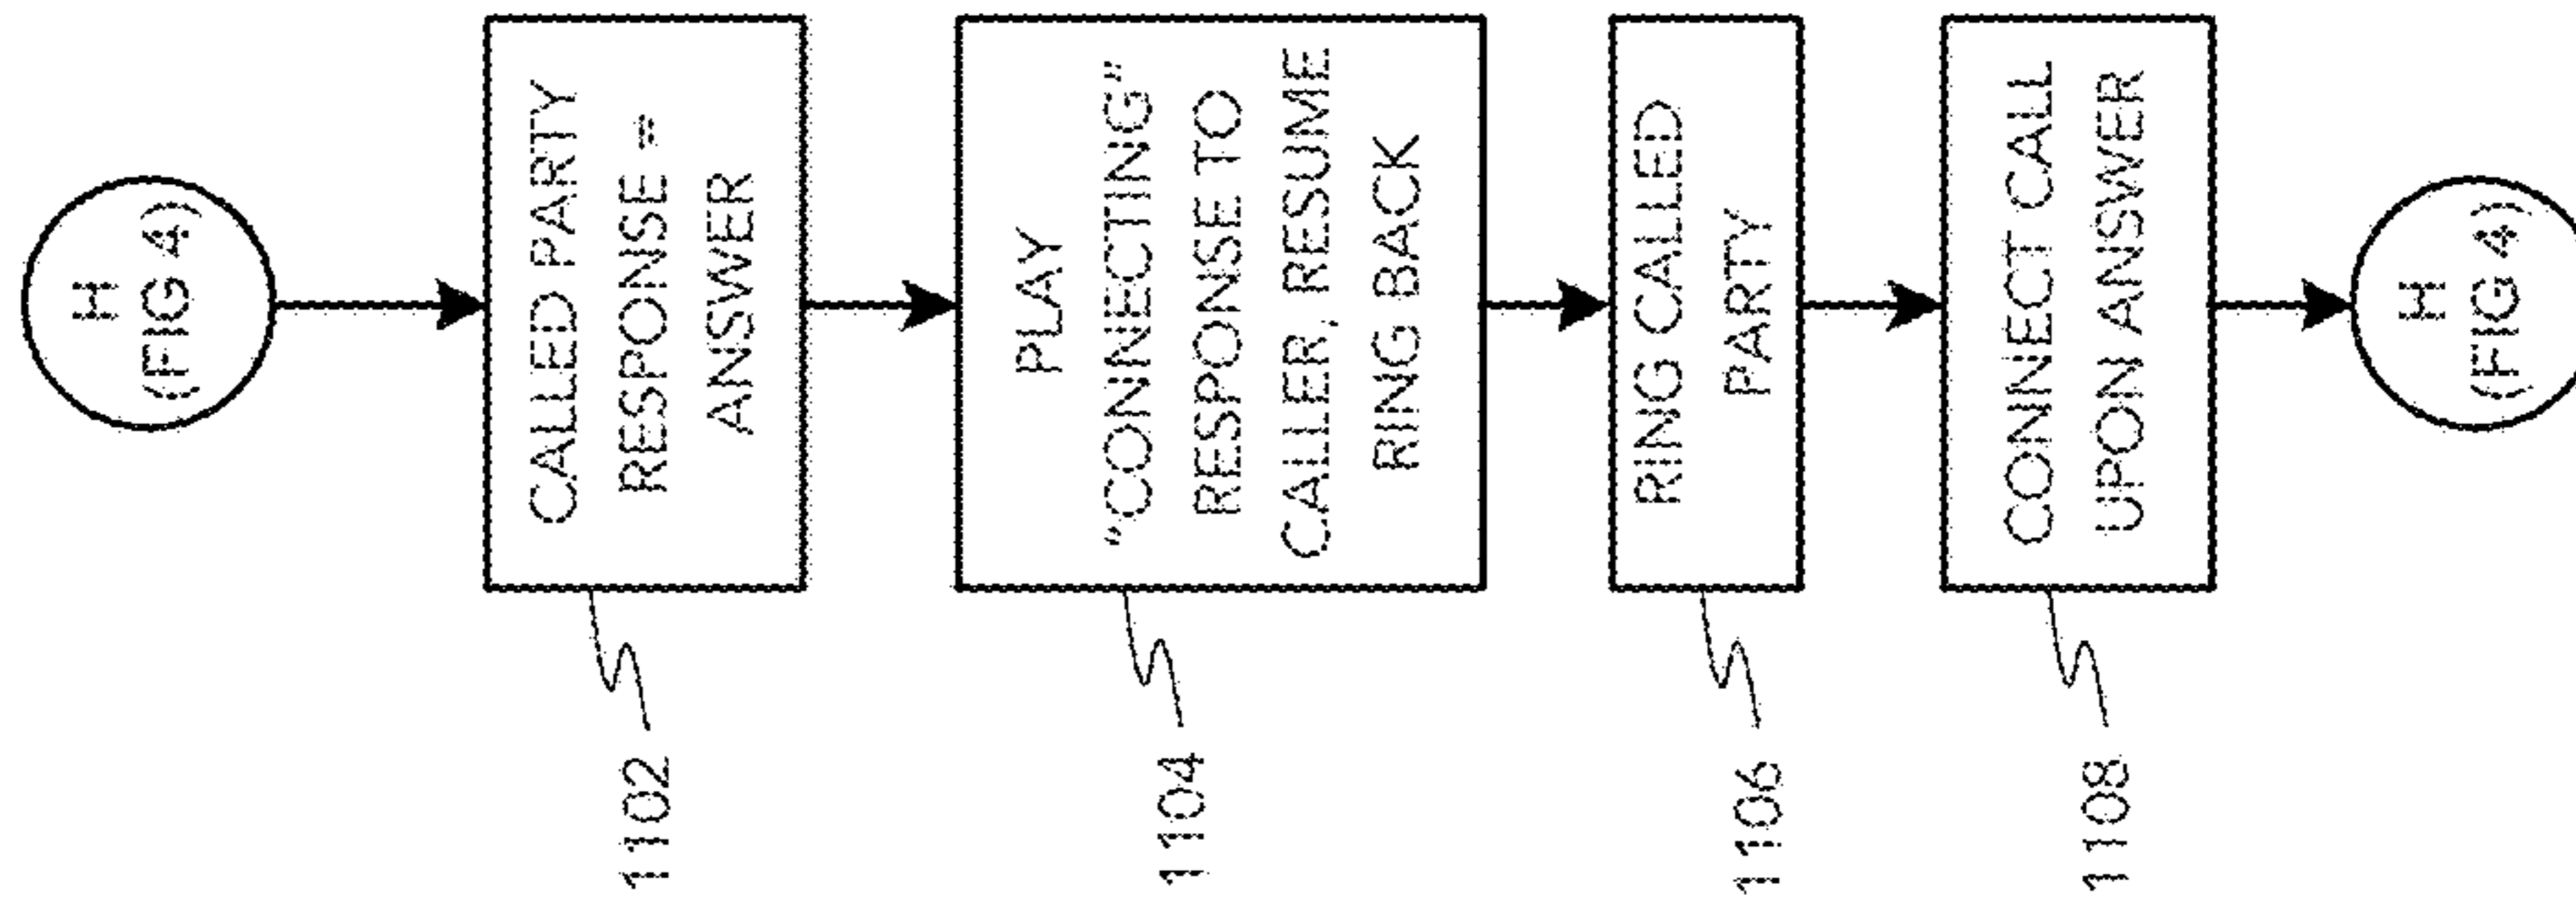 H
(FIG 4)
CALLED PARTY
RESPONSE =
ANSWER
1102
PLAY
"CONNECTING"
RESPONSE TO
CALLER, RESUME
RING BACK
1104
RING CALLED
PARTY
1106
CONNECT CALL
UPON ANSWER
1108
H
(FIG 4)